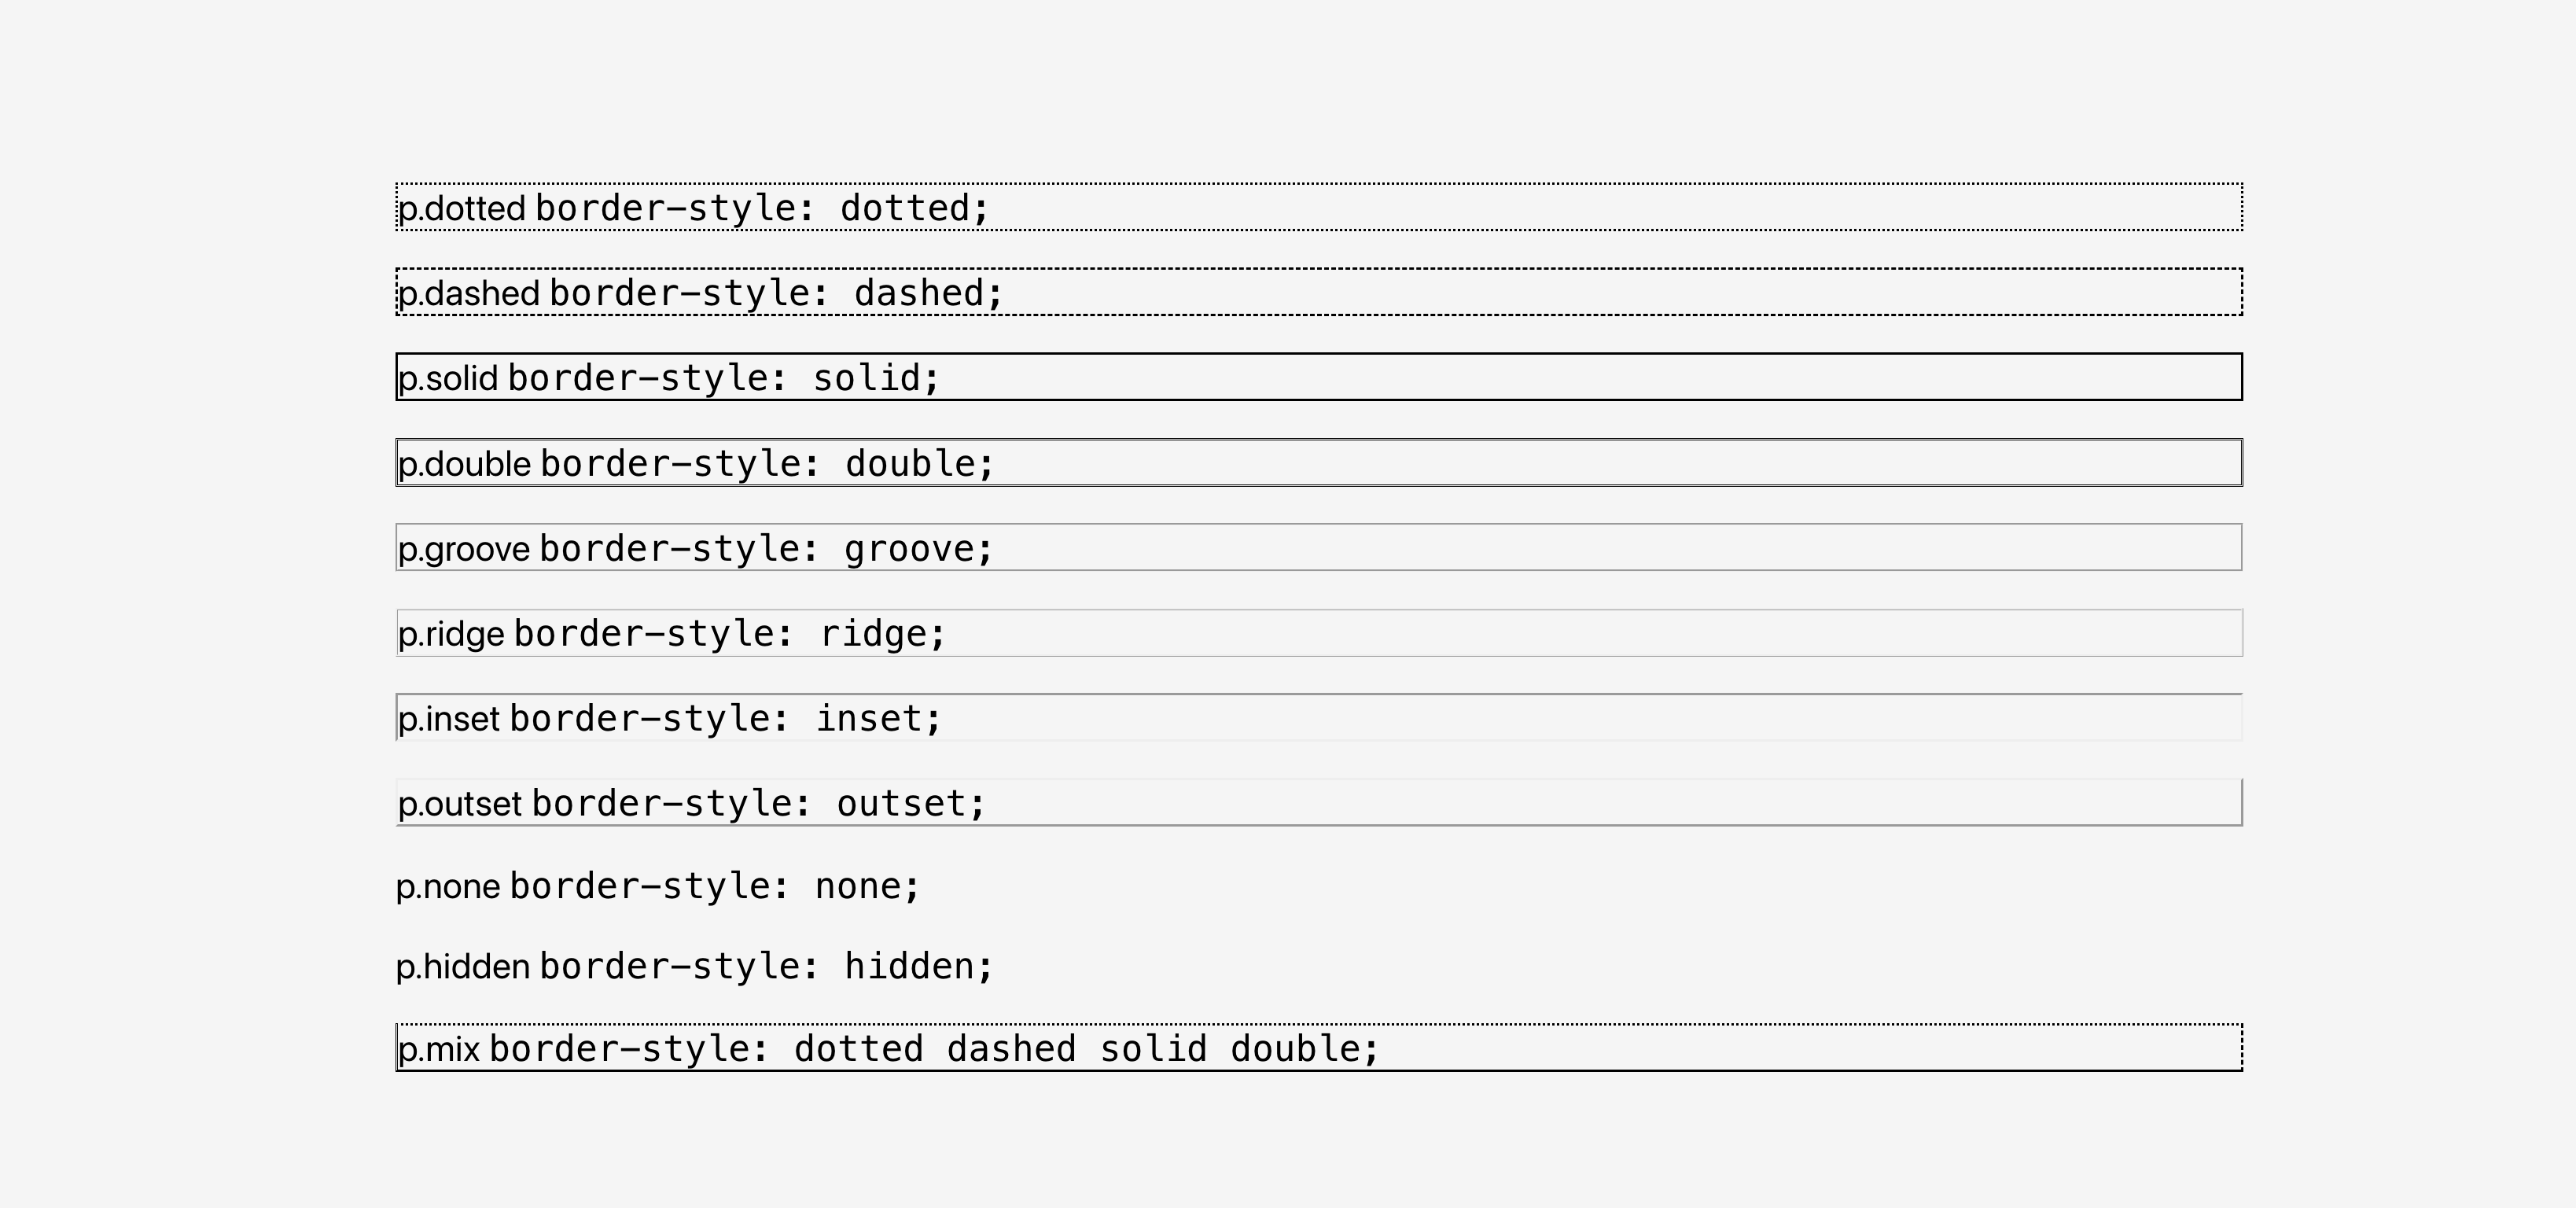 p.dotted border-style: dotted;
p.dashed border-style: dashed;
p.solid border-style: solid;
p.double border-style: double;
p.groove border-style: groove;
p.ridge border-style: ridge;
p.inset border-style: inset;
p.outset border-style: outset;
p.none border-style: none;
p.hidden border-style: hidden;
p.mix border-style: dotted dashed solid double;